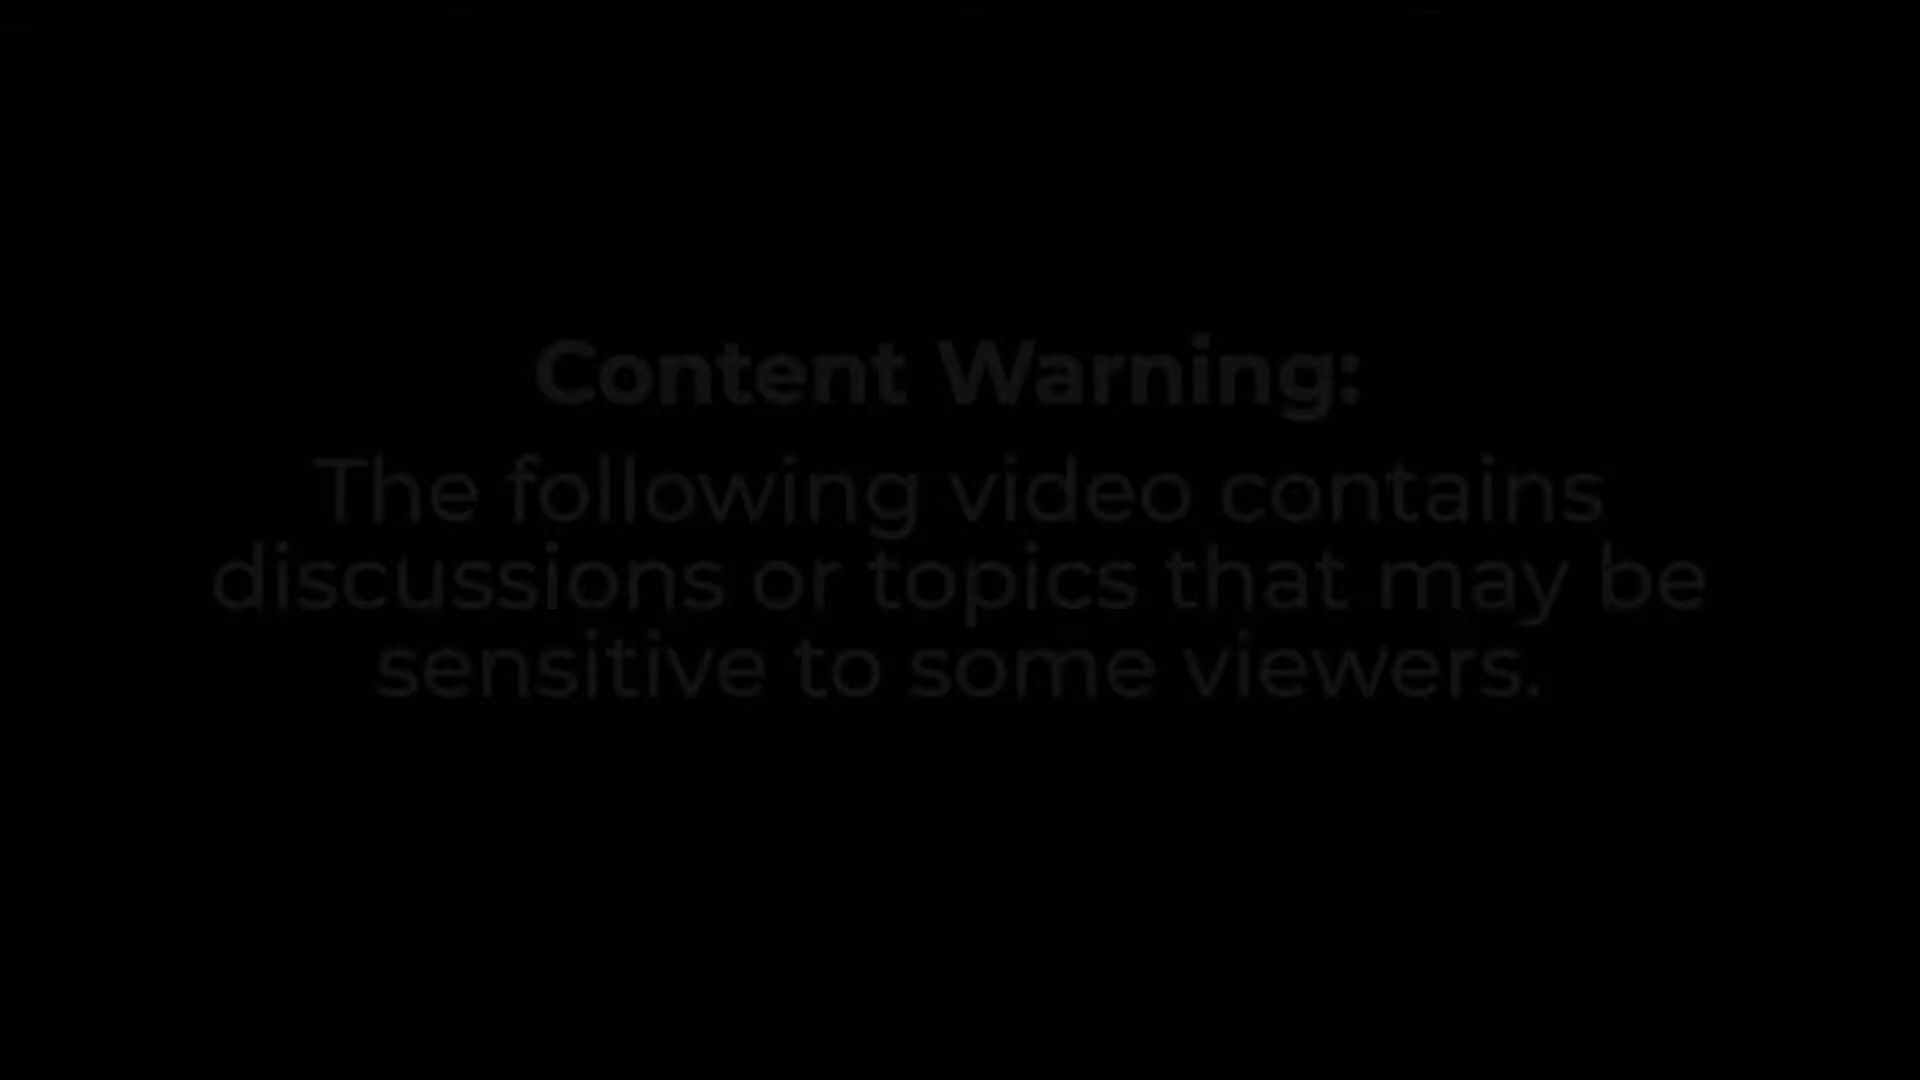 Content Warning:
The following video contains
discussions or topics that may be
sensitive to some viewers.